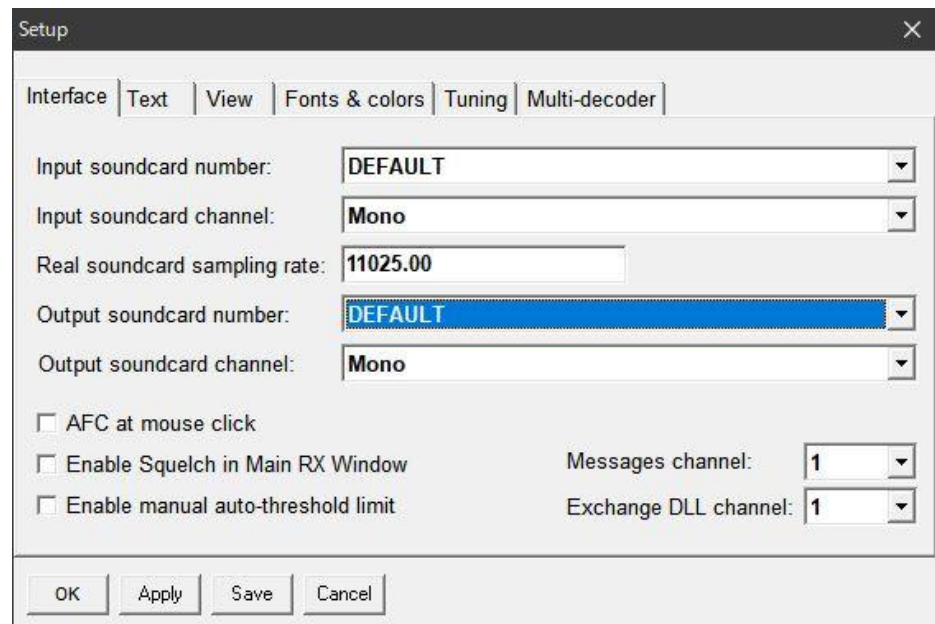 Setup
Interface Text View Fonts & colors Tuning Multi-decoder
Input soundcard number: DEFAULT
Input soundcard channel: Mono
Real soundcard sampling rate: 11025.00
Output soundcard number: DEFAULT
Output soundcard channel: Mono
AFC at mouse click
Enable Squelch in Main RX Window Messages channel: 1
Enable manual auto-threshold limit Exchange DLL channel: 1
OK Apply Save Cancel